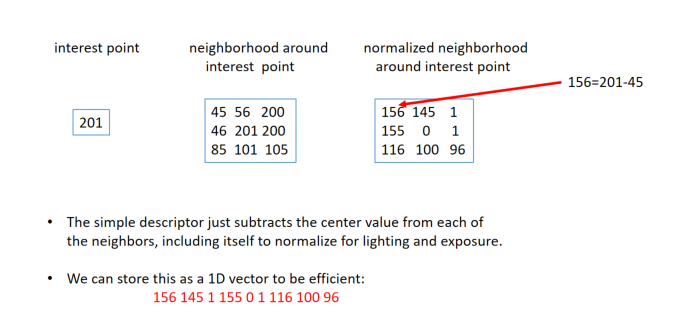 interest point
neighborhood around
interest  point
normalized neighborhood
around interest point
156=201-45
201
45 56 200
46 201 200
85 101 105
156 145 1
155 0 1
116 100 96
• The simple descriptor just subtracts the center value from each of
the neighbors, including itself to normalize for lighting and exposure.
• We can store this as a 1D vector to be efficient:
156 145 1 155 0 1 116 100 96